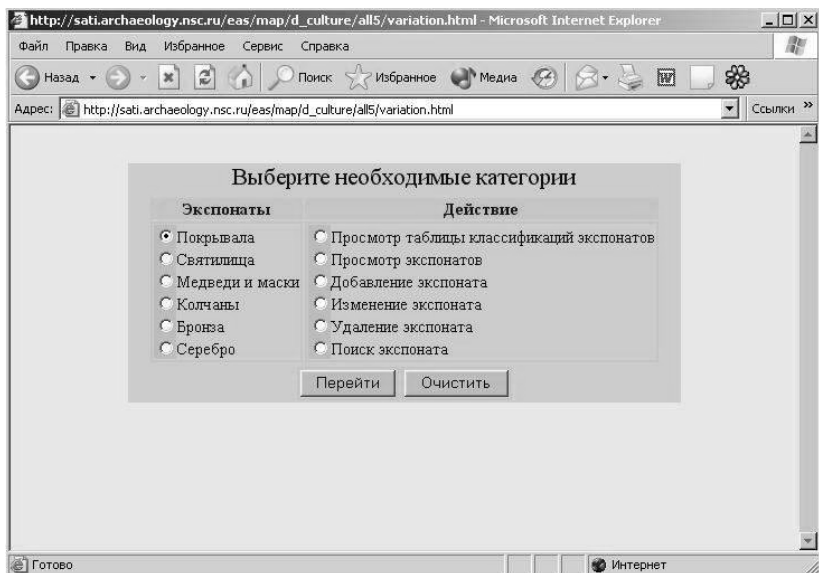 http://sati.archaeology.nsc.ru/eas/map/d_culture/all5/variation.html - Microsoft Internet Explorer
Файл Правка Вид Избранное Сервис Справка
Назад Поиск Избранное Медиа
Адрес: http://sati.archaeology.nsc.ru/eas/map/d_culture/all5/variation.html Ссылки »
Выберите необходимые категории
Экспонаты Действие
Покрывала Просмотр таблицы классификаций экспонатов
Святилища Просмотр экспонатов
Медведи и маски Добавление экспоната
Колчаны Изменение экспоната
Бронза Удаление экспоната
Серебро Поиск экспоната
Перейти Очистить
Готово Интернет